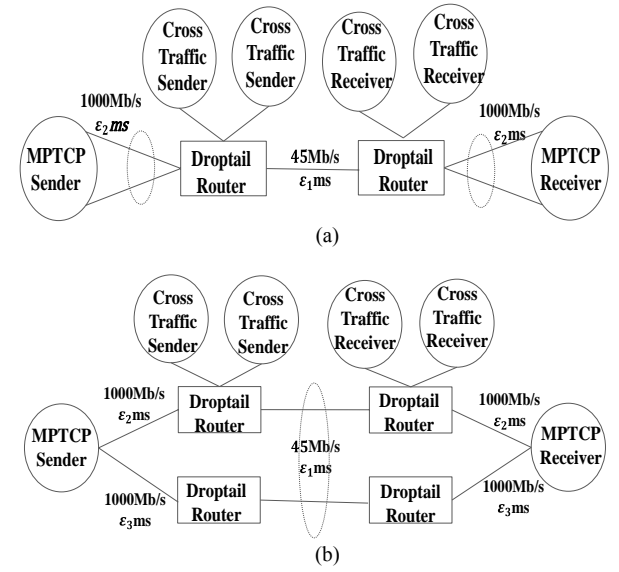 Cross
Traffic
Sender
Cross
Traffic
Sender
Cross
Traffic
Receiver
Cross
Traffic
Receiver
1000Mb/s
ε₂ms
1000Mb/s
ε₂ms
MPTCP
Sender
Droptail
Router
45Mb/s
ε₁ms
Droptail
Router
MPTCP
Receiver
(a)
Cross
Traffic
Sender
Cross
Traffic
Sender
Cross
Traffic
Receiver
Cross
Traffic
Receiver
1000Mb/s
ε₂ms
Droptail
Router
Droptail
Router
1000Mb/s
ε₂ms
MPTCP
Sender
45Mb/s
ε₁ms
MPTCP
Receiver
1000Mb/s
ε₃ms
Droptail
Router
Droptail
Router
1000Mb/s
ε₃ms
(b)